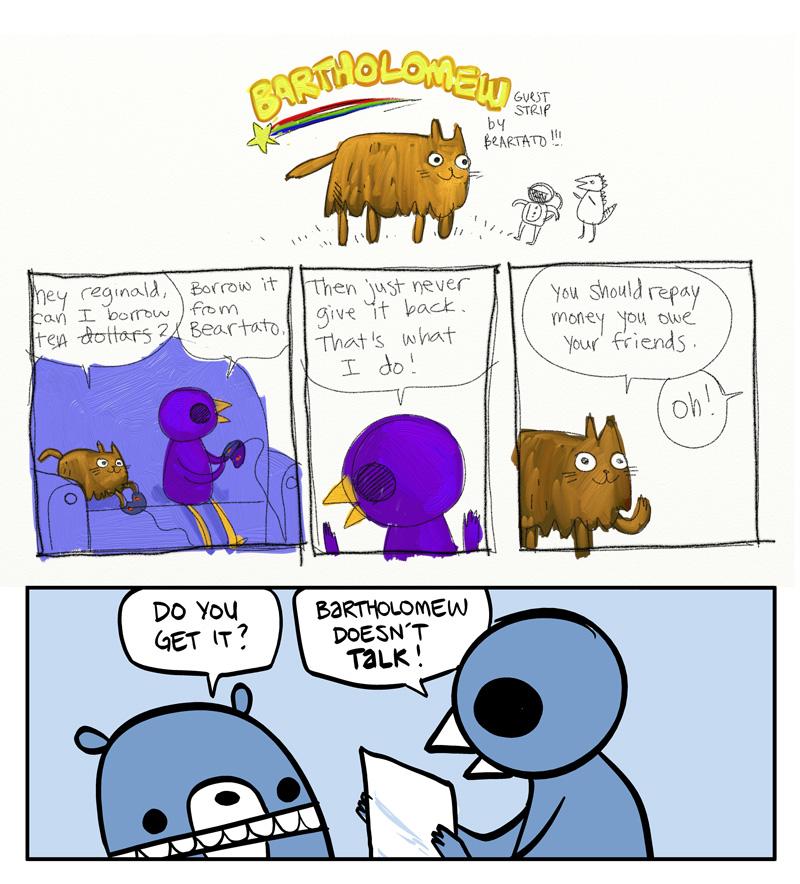 BARTHOLOMEW
GUEST
STRIP
by
BEARTATO!!!
hey reginald,
can I borrow
ten dollars?
Borrow it
from
Beartato.
Then just never
give it back.
That's what
I do!
You should repay
money you owe
your friends.
oh!
DO YOU
GET IT?
BaRTHOLOMEW
DOESN'T
TaLK!